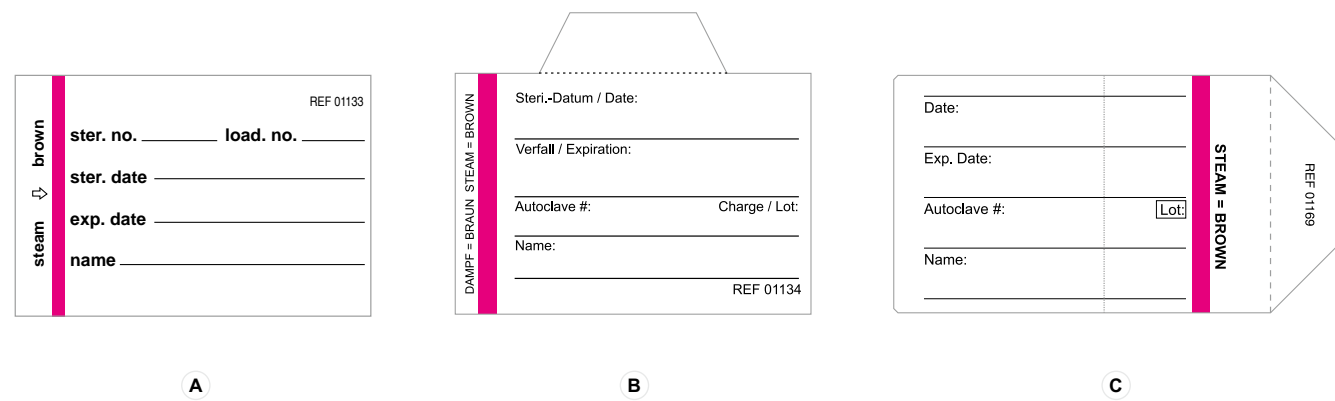 REF 01133
ster. no. load. no.
ster. date
exp. date
name
steam ⇨ brown
A
DAMPF = BRAUN STEAM = BROWN
Steri.-Datum / Date:
Verfall / Expiration:
Autoclave #: Charge / Lot:
Name:
REF 01134
B
Date:
Exp. Date:
Autoclave #: Lot:
Name:
STEAM = BROWN
REF 01169
C